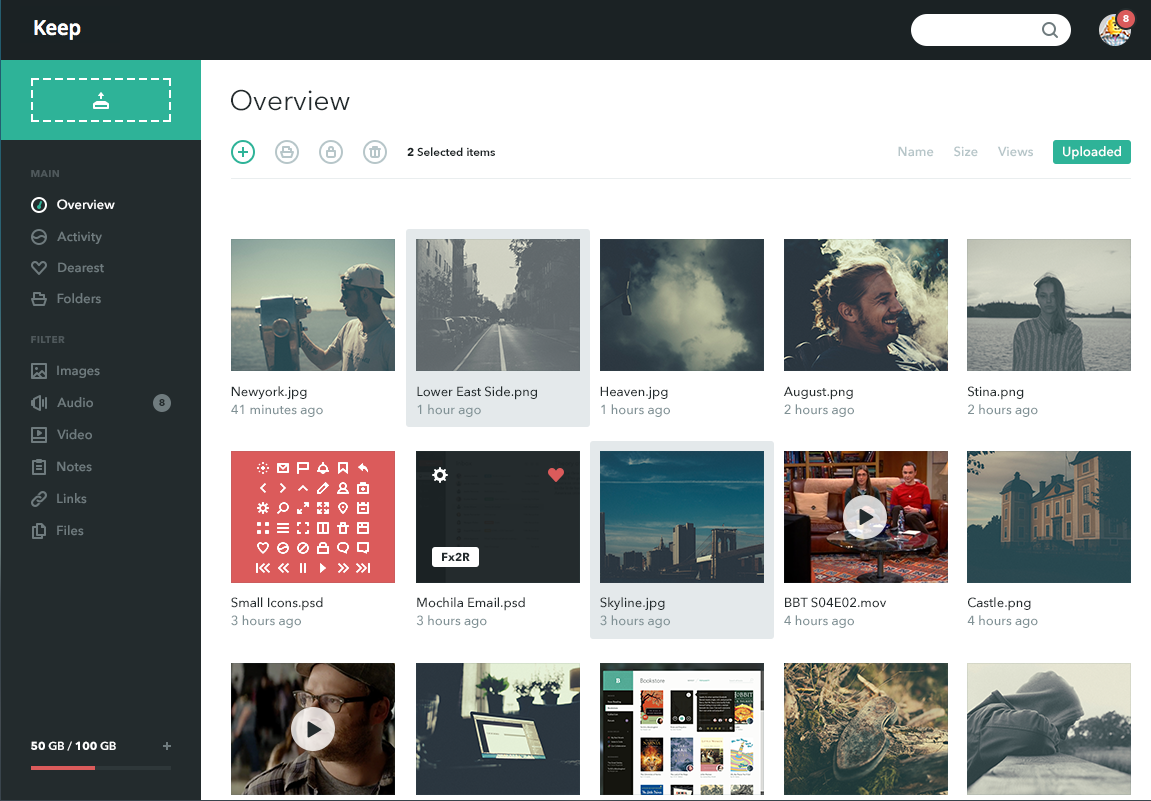 Keep
8
Overview
2 Selected items
Name Size Views Uploaded
MAIN
Overview
Activity
Dearest
Folders
FILTER
Images
Audio 8
Video
Notes
Links
Files
50 GB / 100 GB +
Newyork.jpg
41 minutes ago
Lower East Side.png
1 hour ago
Heaven.jpg
1 hours ago
August.png
2 hours ago
Stina.png
2 hours ago
Small Icons.psd
3 hours ago
Fx2R
Mochila Email.psd
3 hours ago
Skyline.jpg
3 hours ago
BBT S04E02.mov
4 hours ago
Castle.png
4 hours ago
B
Bookstore